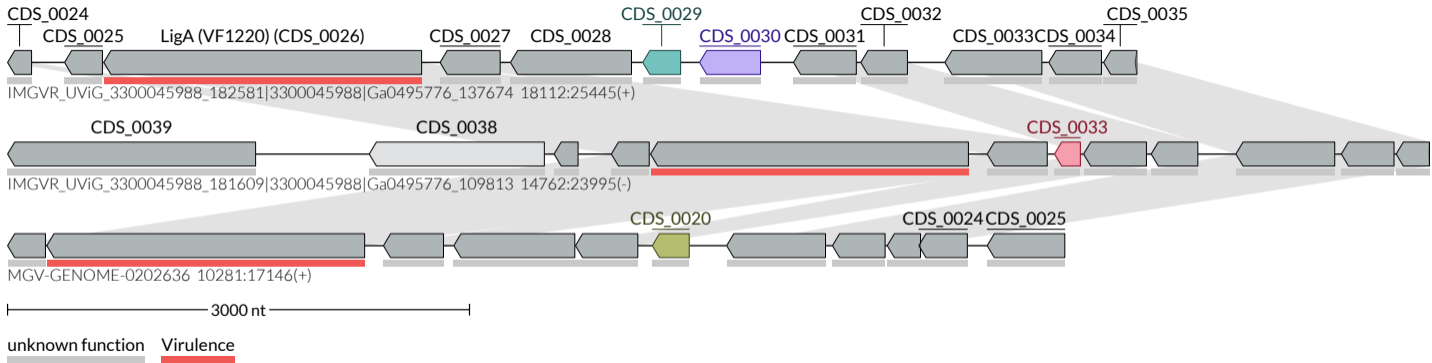 CDS_0024 CDS_0029 CDS_0032 CDS_0035
CDS_0025 LigA (VF1220) (CDS_0026) CDS_0027 CDS_0028 CDS_0030 CDS_0031 CDS_0033 CDS_0034
IMGVR_UViG_3300045988_182581|3300045988|Ga0495776_137674 18112:25445(+)
CDS_0039 CDS_0038 CDS_0033
IMGVR_UViG_3300045988_181609|3300045988|Ga0495776_109813 14762:23995(-)
CDS_0020 CDS_0024 CDS_0025
MGV-GENOME-0202636 10281:17146(+)
3000 nt
unknown function Virulence